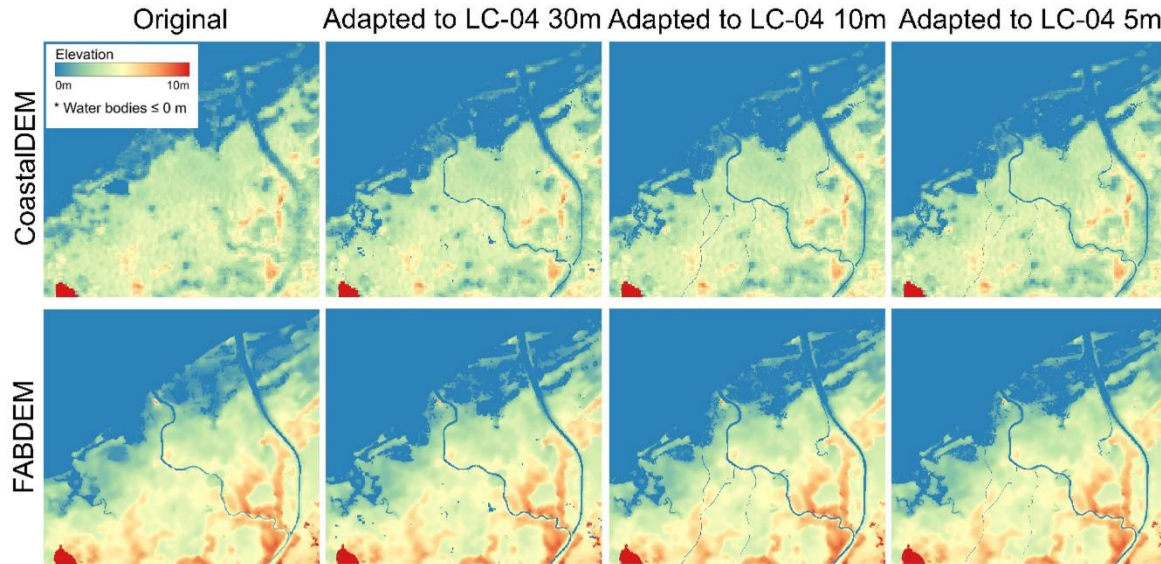 Original
Adapted to LC-04 30m
Adapted to LC-04 10m
Adapted to LC-04 5m
CoastalDEM
Elevation
0m 10m
* Water bodies ≤ 0 m
FABDEM